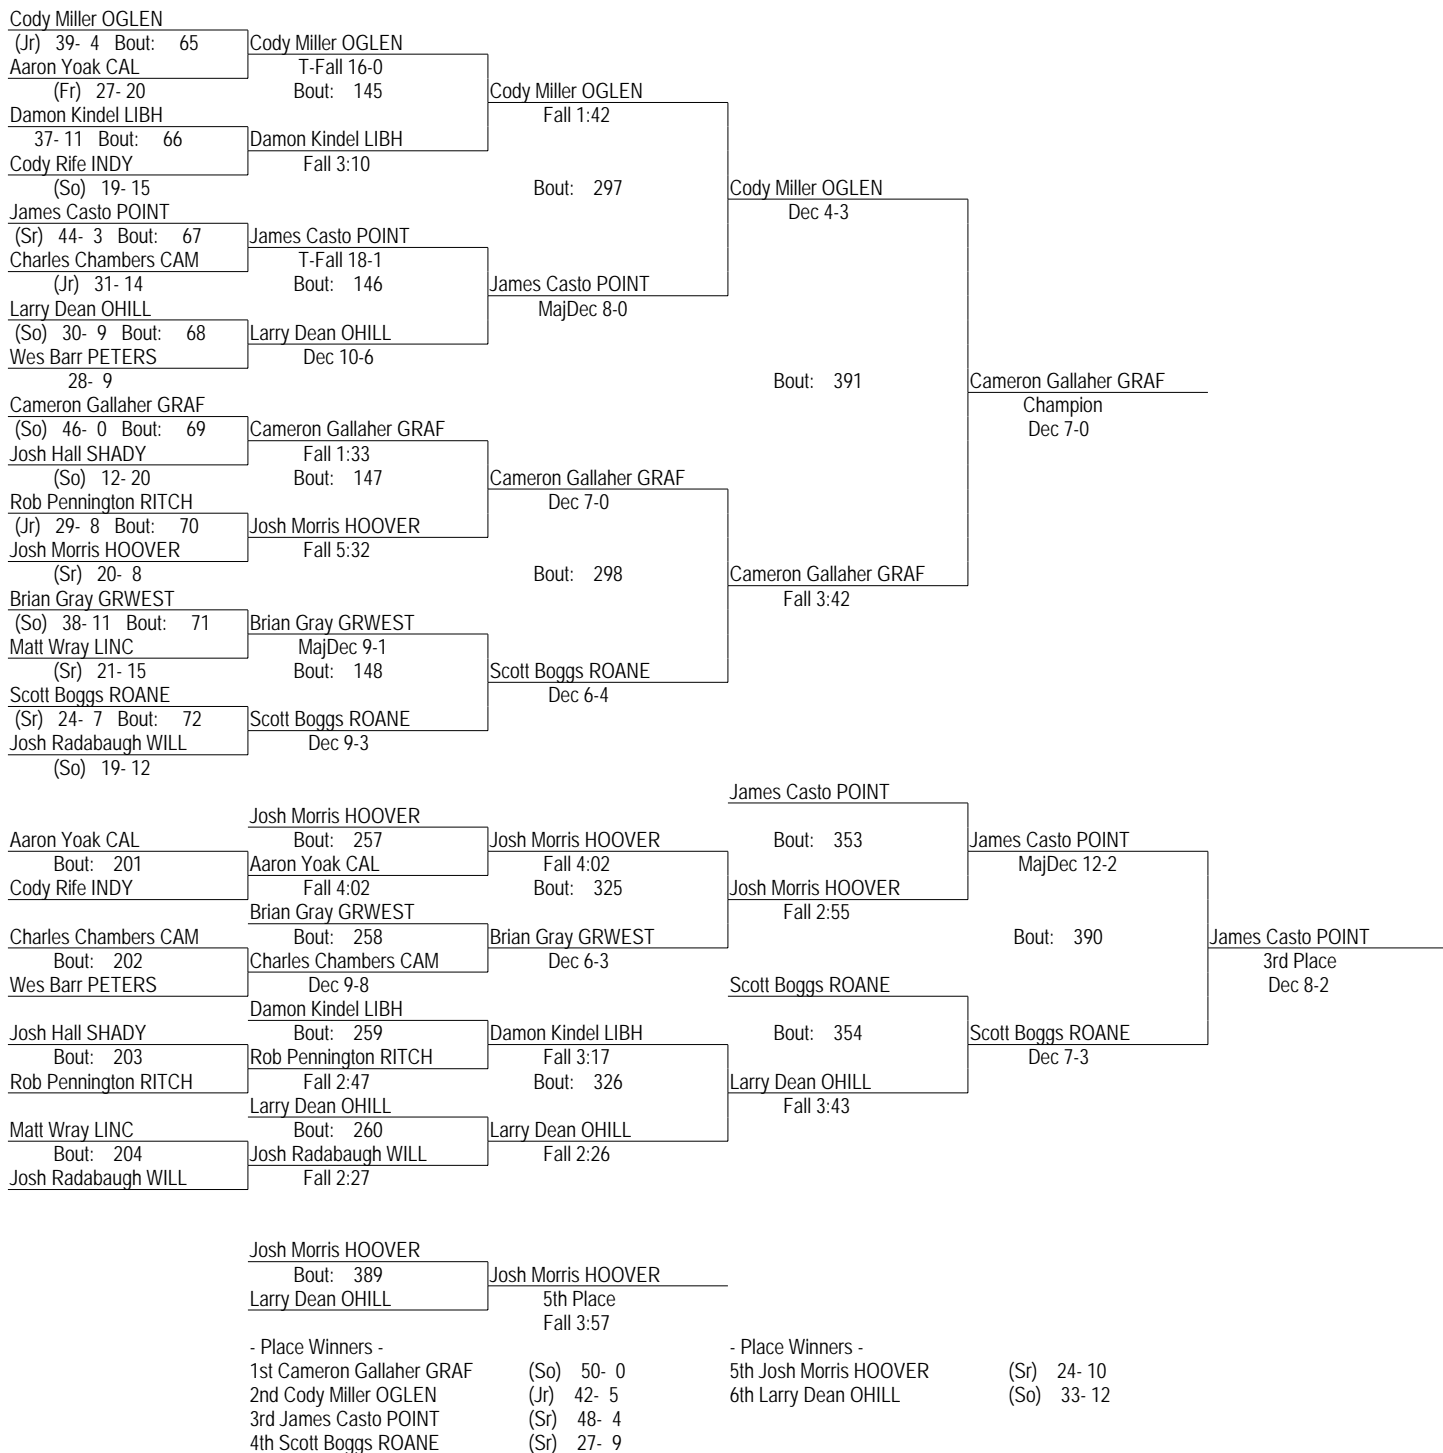 Cody Miller OGLEN
(Jr) 39- 4 Bout: 65 Cody Miller OGLEN
Aaron Yoak CAL T-Fall 16-0
(Fr) 27- 20 Bout: 145 Cody Miller OGLEN
Damon Kindel LIBH Fall 1:42
37- 11 Bout: 66 Damon Kindel LIBH
Cody Rife INDY Fall 3:10
(So) 19- 15 Bout: 297 Cody Miller OGLEN
James Casto POINT Dec 4-3
(Sr) 44- 3 Bout: 67 James Casto POINT
Charles Chambers CAM T-Fall 18-1
(Jr) 31- 14 Bout: 146 James Casto POINT
Larry Dean OHILL MajDec 8-0
(So) 30- 9 Bout: 68 Larry Dean OHILL
Wes Barr PETERS Dec 10-6
28- 9 Bout: 391 Cameron Gallaher GRAF
Cameron Gallaher GRAF Champion
(So) 46- 0 Bout: 69 Cameron Gallaher GRAF Dec 7-0
Josh Hall SHADY Fall 1:33
(So) 12- 20 Bout: 147 Cameron Gallaher GRAF
Rob Pennington RITCH Dec 7-0
(Jr) 29- 8 Bout: 70 Josh Morris HOOVER
Josh Morris HOOVER Fall 5:32
(Sr) 20- 8 Bout: 298 Cameron Gallaher GRAF
Brian Gray GRWEST Fall 3:42
(So) 38- 11 Bout: 71 Brian Gray GRWEST
Matt Wray LINC MajDec 9-1
(Sr) 21- 15 Bout: 148 Scott Boggs ROANE
Scott Boggs ROANE Dec 6-4
(Sr) 24- 7 Bout: 72 Scott Boggs ROANE
Josh Radabaugh WILL Dec 9-3
(So) 19- 12
James Casto POINT
Josh Morris HOOVER
Aaron Yoak CAL Bout: 257 Josh Morris HOOVER Bout: 353 James Casto POINT
Bout: 201 Aaron Yoak CAL Fall 4:02 MajDec 12-2
Cody Rife INDY Fall 4:02 Bout: 325 Josh Morris HOOVER
Brian Gray GRWEST Fall 2:55
Charles Chambers CAM Bout: 258 Brian Gray GRWEST Bout: 390 James Casto POINT
Bout: 202 Charles Chambers CAM Dec 6-3 3rd Place
Wes Barr PETERS Dec 9-8 Scott Boggs ROANE Dec 8-2
Damon Kindel LIBH
Josh Hall SHADY Bout: 259 Damon Kindel LIBH Bout: 354 Scott Boggs ROANE
Bout: 203 Rob Pennington RITCH Fall 3:17 Dec 7-3
Rob Pennington RITCH Fall 2:47 Bout: 326 Larry Dean OHILL
Larry Dean OHILL Fall 3:43
Matt Wray LINC Bout: 260 Larry Dean OHILL
Bout: 204 Josh Radabaugh WILL Fall 2:26
Josh Radabaugh WILL Fall 2:27
Josh Morris HOOVER
Bout: 389 Josh Morris HOOVER
Larry Dean OHILL 5th Place
Fall 3:57
- Place Winners - - Place Winners -
1st Cameron Gallaher GRAF (So) 50- 0 5th Josh Morris HOOVER (Sr) 24- 10
2nd Cody Miller OGLEN (Jr) 42- 5 6th Larry Dean OHILL (So) 33- 12
3rd James Casto POINT (Sr) 48- 4
4th Scott Boggs ROANE (Sr) 27- 9